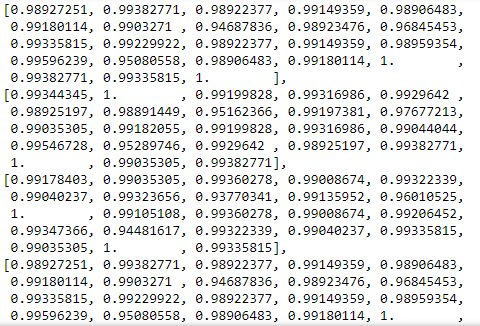 [0.98927251, 0.99382771, 0.98922377, 0.99149359, 0.98906483,
0.99180114, 0.9903271 , 0.94687836, 0.98923476, 0.96845453,
0.99335815, 0.99229922, 0.98922377, 0.99149359, 0.98959354,
0.99596239, 0.95080558, 0.98906483, 0.99180114, 1.        ,
0.99382771, 0.99335815, 1.        ],
[0.99344345, 1.        , 0.99199828, 0.99316986, 0.9929642 ,
0.98925197, 0.98891449, 0.95162366, 0.99197381, 0.97677213,
0.99035305, 0.99182055, 0.99199828, 0.99316986, 0.99044044,
0.99546728, 0.95289746, 0.9929642 , 0.98925197, 0.99382771,
1.        , 0.99035305, 0.99382771],
[0.99178403, 0.99035305, 0.99360278, 0.99008674, 0.99322339,
0.99040237, 0.99323656, 0.93770341, 0.99135952, 0.96010525,
1.        , 0.99105108, 0.99360278, 0.99008674, 0.99206452,
0.99347366, 0.94481617, 0.99322339, 0.99040237, 0.99335815,
0.99035305, 1.        , 0.99335815],
[0.98927251, 0.99382771, 0.98922377, 0.99149359, 0.98906483,
0.99180114, 0.9903271 , 0.94687836, 0.98923476, 0.96845453,
0.99335815, 0.99229922, 0.98922377, 0.99149359, 0.98959354,
0.99596239, 0.95080558, 0.98906483, 0.99180114, 1.        ,